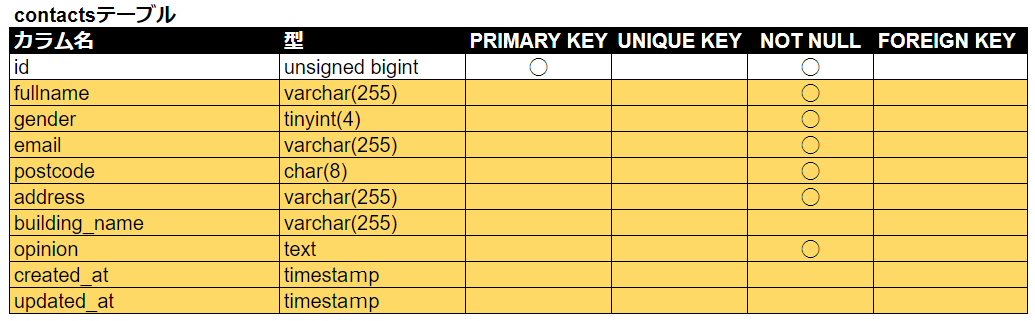 contactsテーブル
カラム名 型 PRIMARY KEY UNIQUE KEY NOT NULL FOREIGN KEY
id unsigned bigint ○ ○
fullname varchar(255) ○
gender tinyint(4) ○
email varchar(255) ○
postcode char(8) ○
address varchar(255) ○
building_name varchar(255)
opinion text ○
created_at timestamp
updated_at timestamp